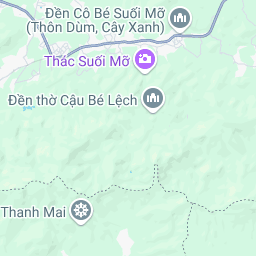 Đền Cô Bé Suối Mỡ
(Thôn Dùm, Cây Xanh)
Thác Suối Mỡ
Đền thờ Cậu Bé Lệch
Thanh Mai